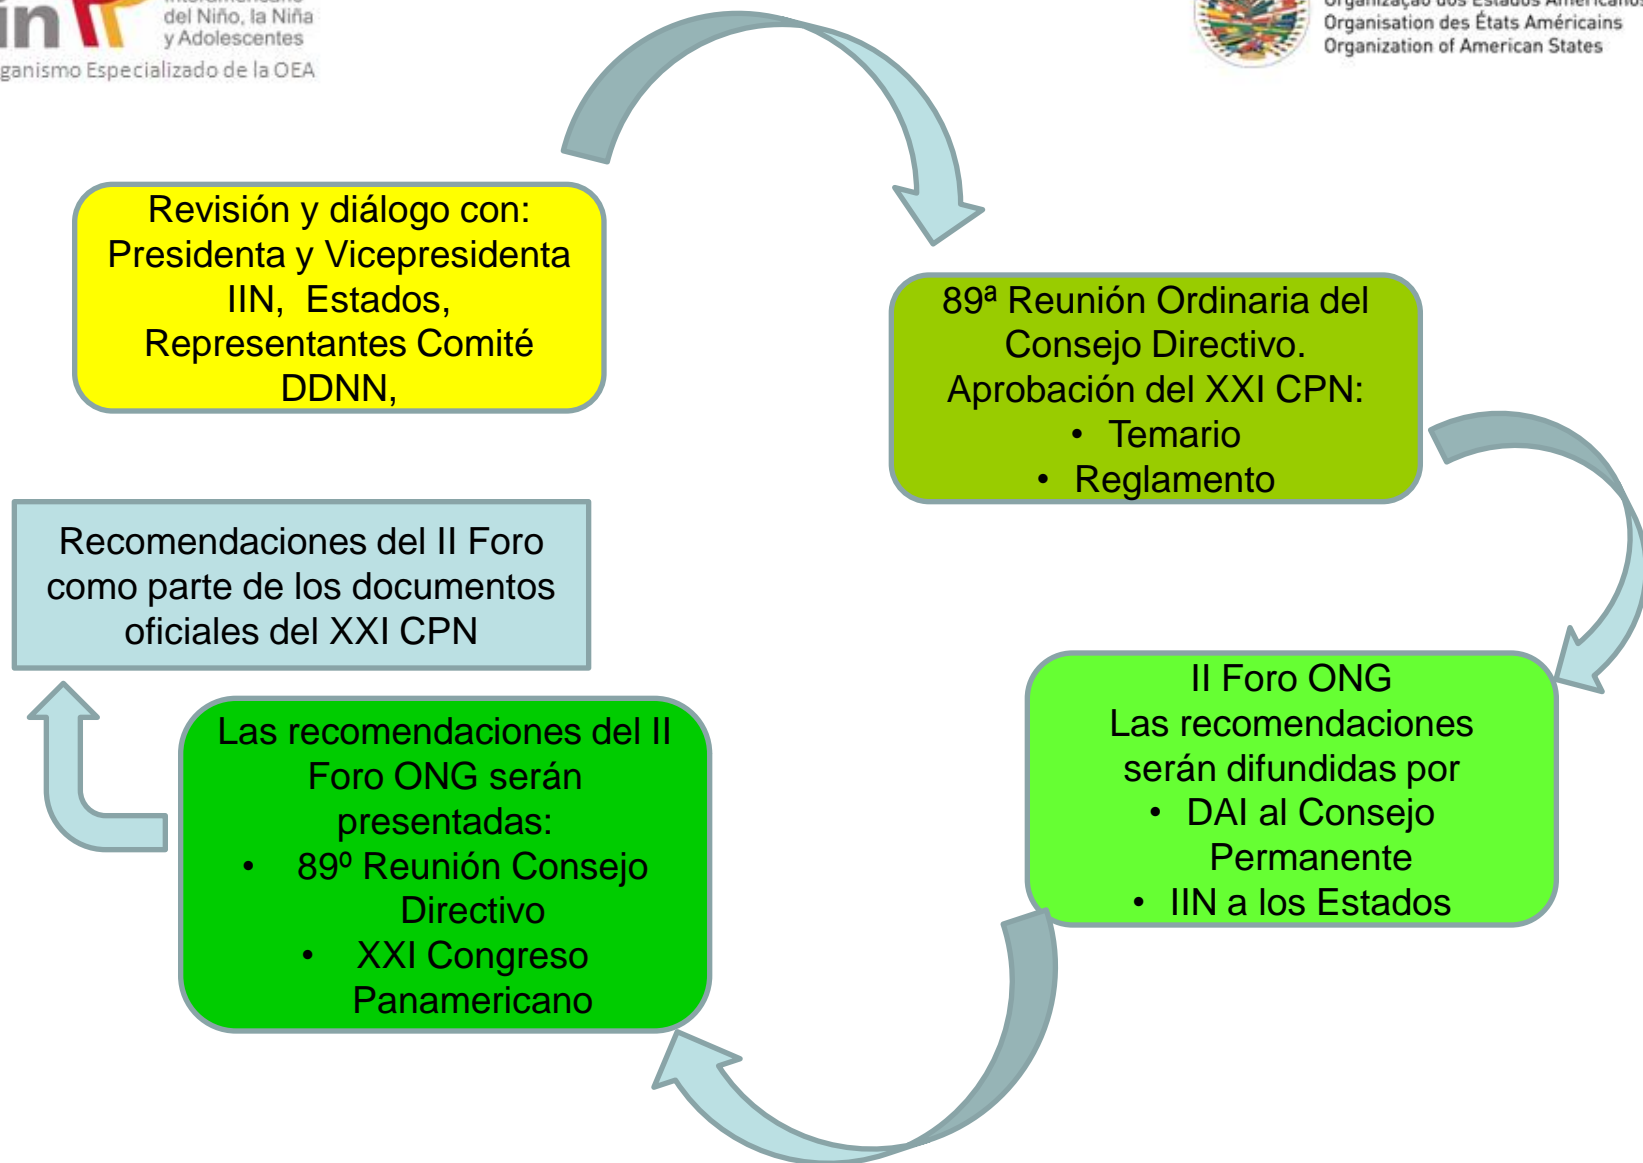 del Niño, la Niña
y Adolescentes
Especializado de la OEA
Organisation des États Américains
Organization of American States
Revisión y diálogo con:
Presidenta y Vicepresidenta
IIN, Estados,
Representantes Comité
DDNN,
89ª Reunión Ordinaria del
Consejo Directivo.
Aprobación del XXI CPN:
• Temario
• Reglamento
Recomendaciones del II Foro
como parte de los documentos
oficiales del XXI CPN
II Foro ONG
Las recomendaciones
serán difundidas por
• DAI al Consejo
Permanente
• IIN a los Estados
Las recomendaciones del II
Foro ONG serán
presentadas:
• 89º Reunión Consejo
Directivo
• XXI Congreso
Panamericano